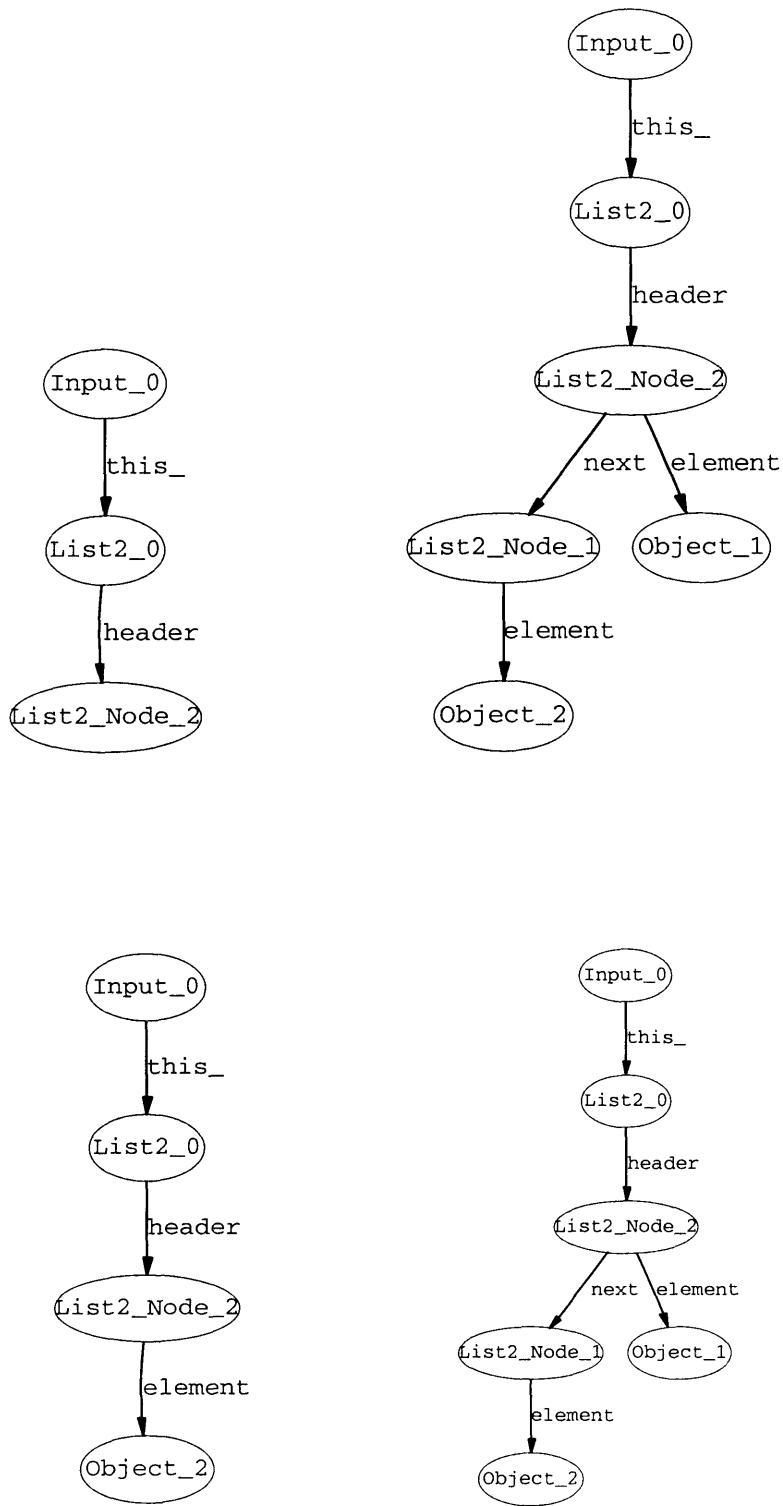 Input_0
this_
List2_0
header
List2_Node_2
Input_0
this_
List2_0
header
List2_Node_2
next element
List2_Node_1 Object_1
element
Object_2
Input_0
this_
List2_0
header
List2_Node_2
element
Object_2
Input_0
this_
List2_0
header
List2_Node_2
next element
List2_Node_1 Object_1
element
Object_2